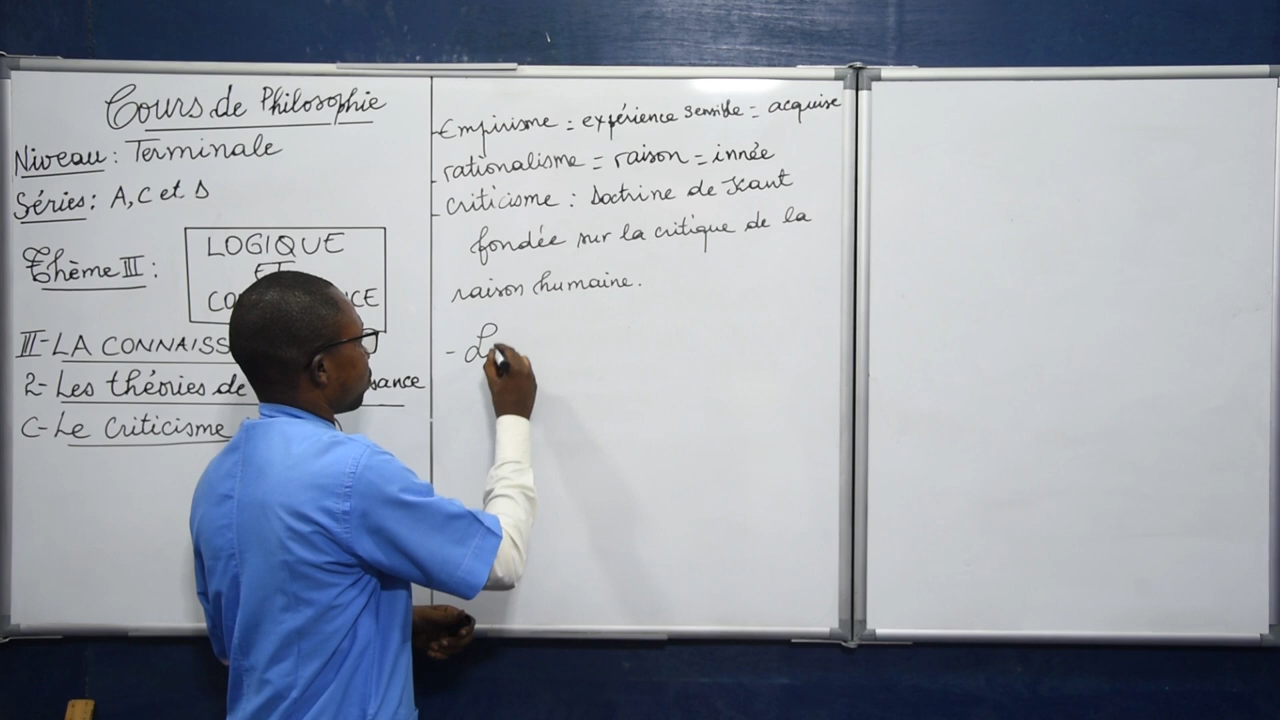 Cours de Philosophie
Niveau : Terminale
Séries : A, C et D
Thème III :
LOGIQUE
ET
III- LA CONNAISS
2- Les théories de sance
C- Le Criticisme
- Empirisme = expérience sensible = acquise
- rationalisme = raison = innée
- criticisme : Doctrine de Kant
fondée sur la critique de la
raison humaine.